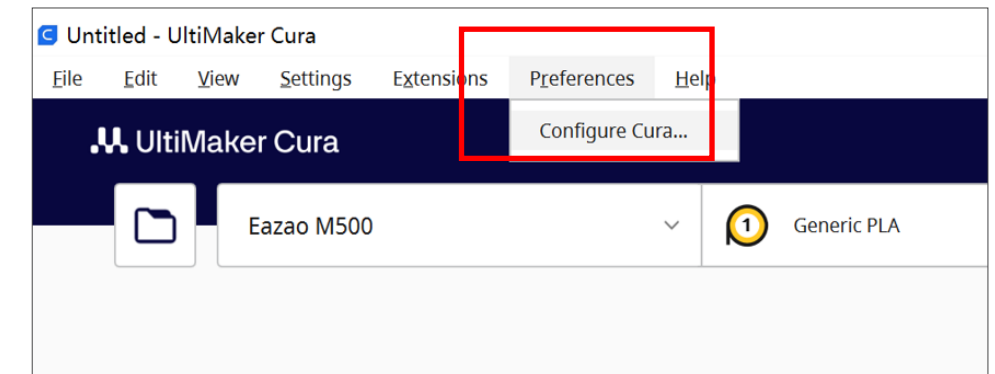 Untitled - UltiMaker Cura
File Edit View Settings Extensions Preferences Help
Configure Cura...
UltiMaker Cura
Eazao M500
1 Generic PLA